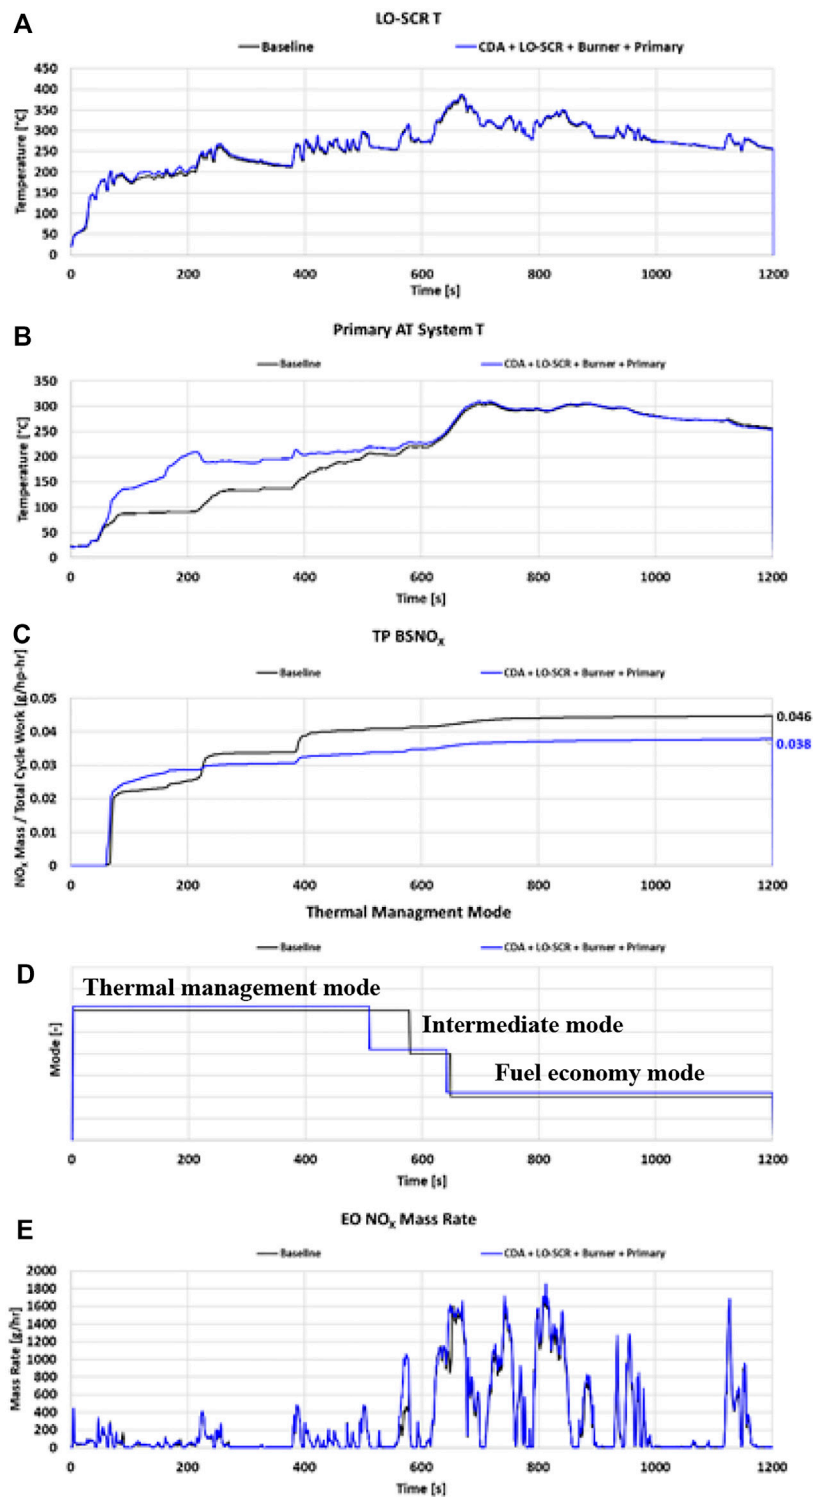 A
LO-SCR T
Baseline
CDA + LO-SCR + Burner + Primary
Temperature [°C]
450
400
350
300
250
200
150
100
50
0
0 200 400 600 800 1000 1200
Time [s]
B
Primary AT System T
Baseline
CDA + LO-SCR + Burner + Primary
Temperature [°C]
350
300
250
200
150
100
50
0
0 200 400 600 800 1000 1200
Time [s]
C
TP BSNOX
Baseline
CDA + LO-SCR + Burner + Primary
NOX Mass / Total Cycle Work [g/hp-hr]
0.05
0.04
0.03
0.02
0.01
0
0.046
0.038
0 200 400 600 800 1000 1200
Thermal Managment Mode
Baseline
CDA + LO-SCR + Burner + Primary
D
Thermal management mode
Intermediate mode
Fuel economy mode
Mode [-]
0 200 400 600 800 1000 1200
Time [s]
E
EO NOX Mass Rate
Baseline
CDA + LO-SCR + Burner + Primary
Mass Rate [g/hr]
2000
1800
1600
1400
1200
1000
800
600
400
200
0
0 200 400 600 800 1000 1200
Time [s]